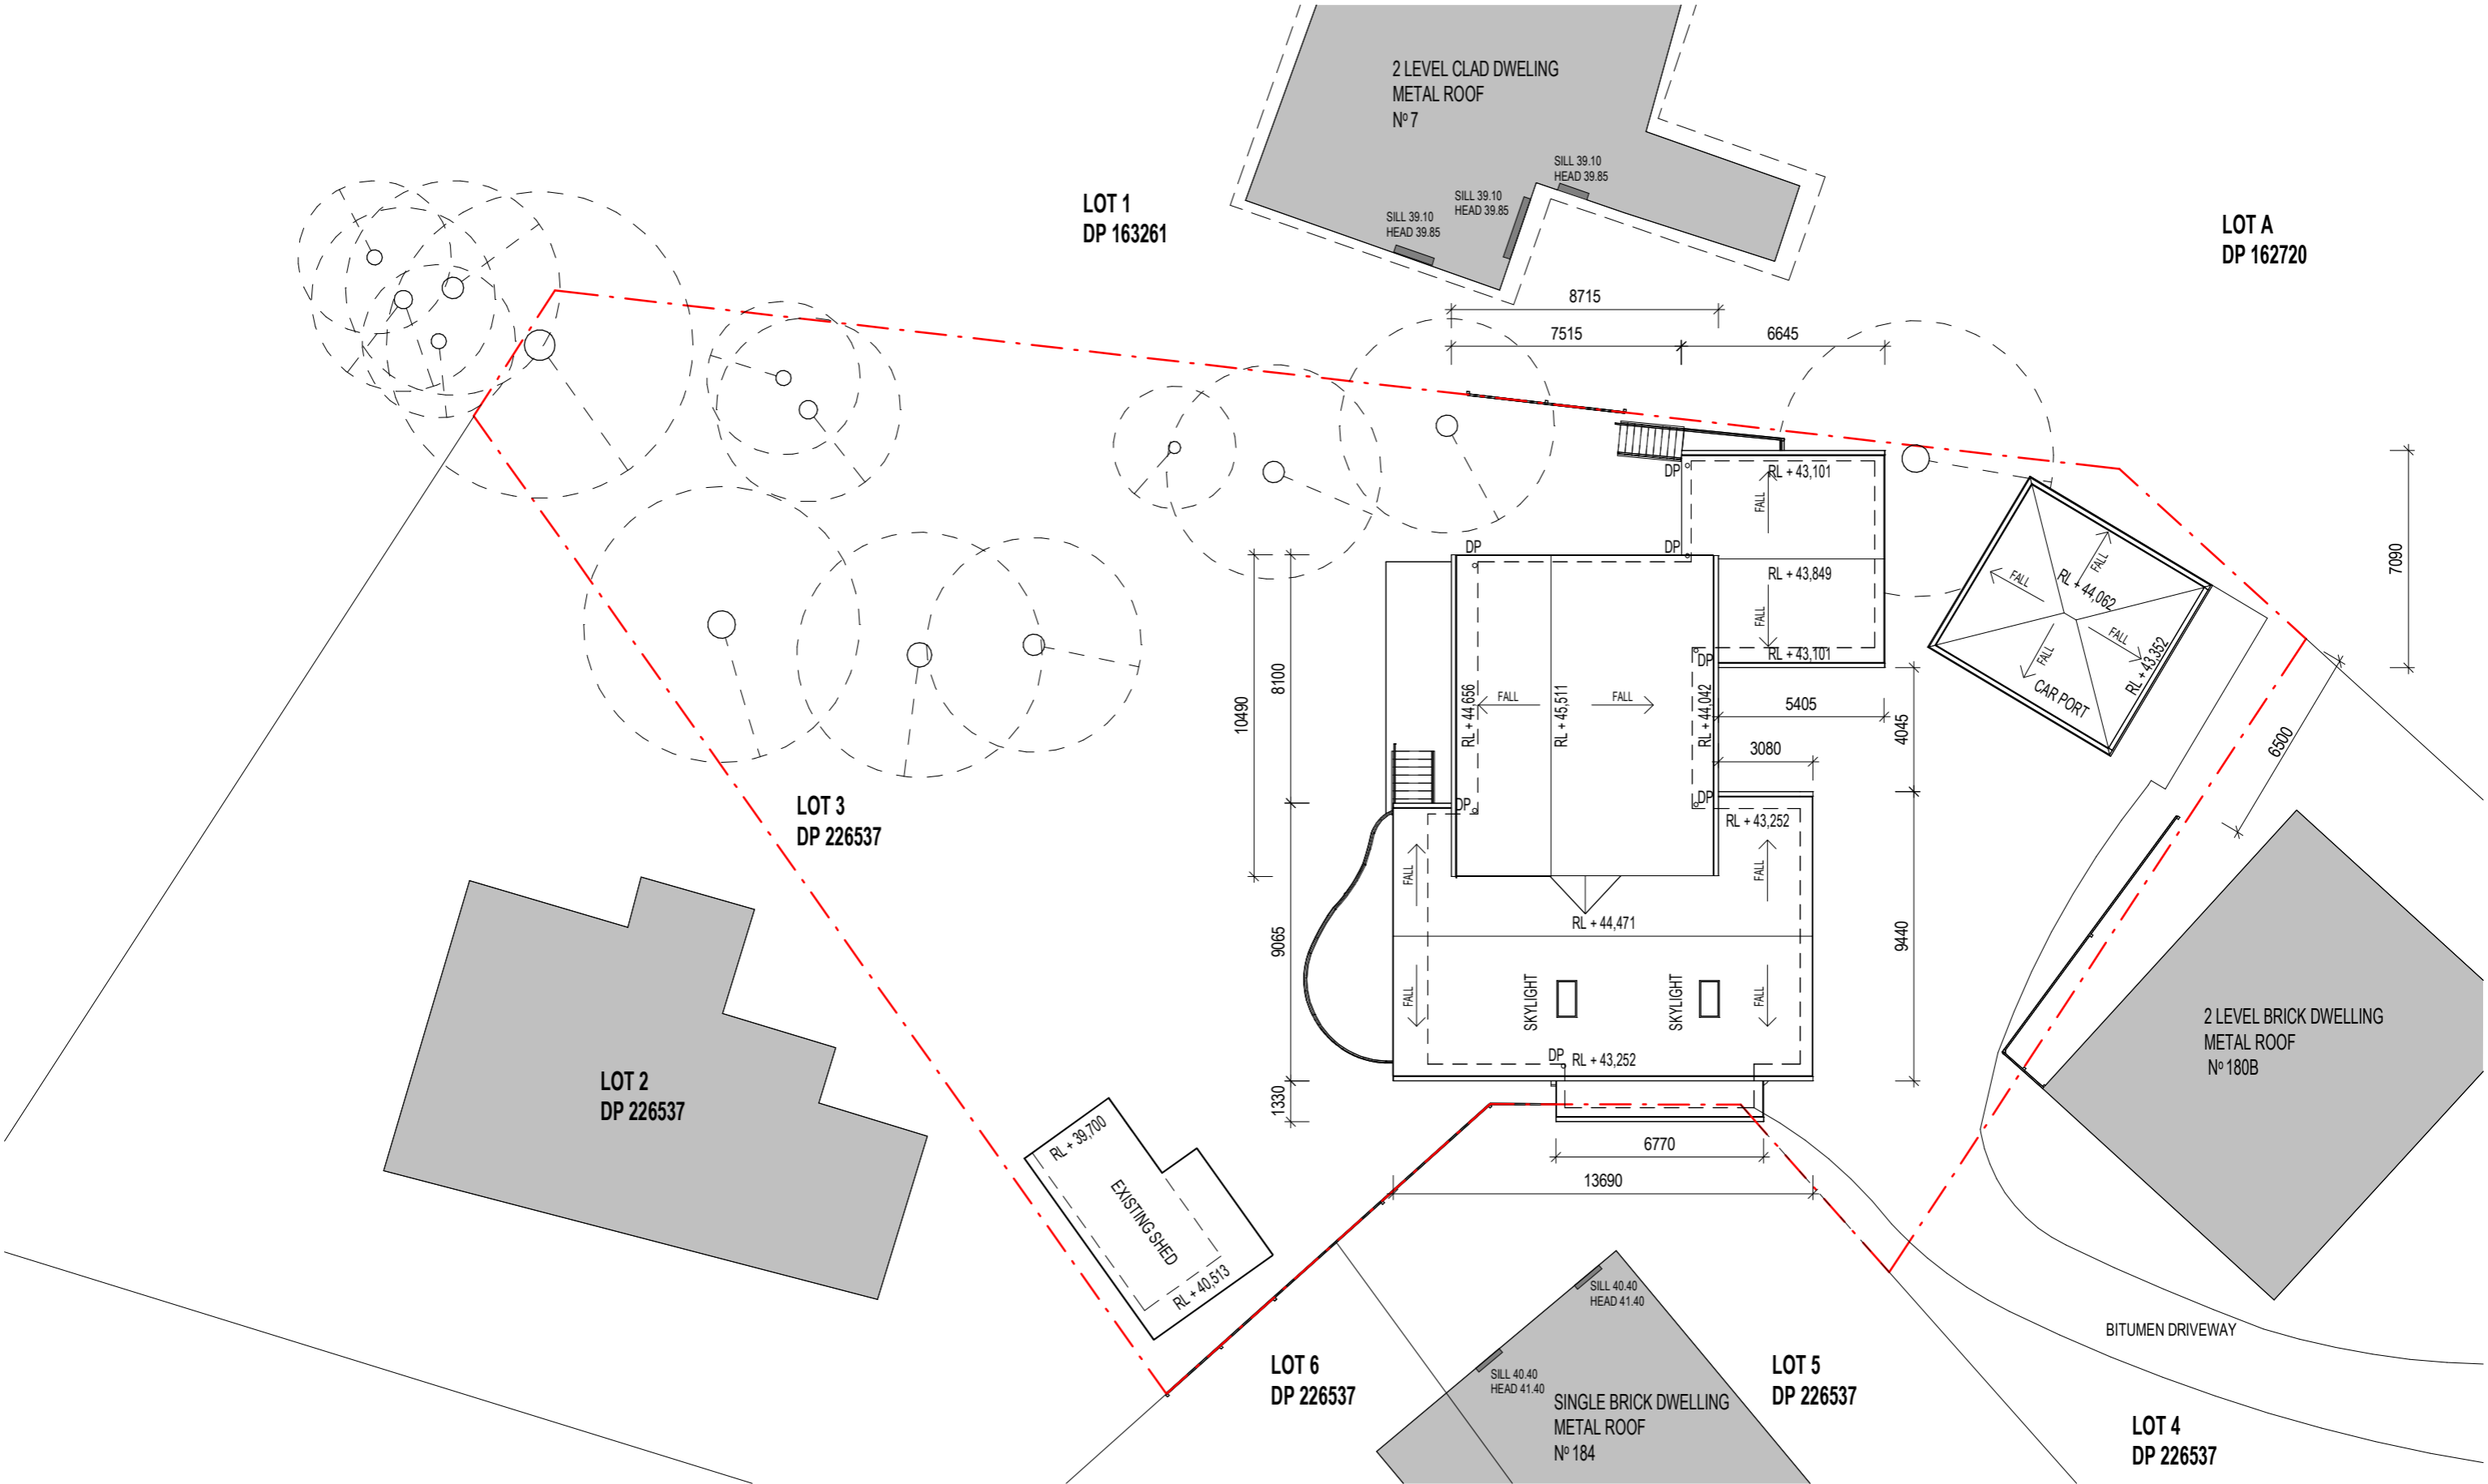 2 LEVEL CLAD DWELING
METAL ROOF
Nº 7
SILL 39.10
HEAD 39.85
SILL 39.10
HEAD 39.85
SILL 39.10
HEAD 39.85
LOT 1
DP 163261
LOT A
DP 162720
8715
7515
6645
DP
RL + 43,101
FALL
DP
DP
RL + 43,849
FALL
RL + 43,101
DP
7090
FALL
FALL
RL + 44,062
FALL
FALL
RL + 43,352
CAR PORT
10490
8100
RL + 44,656
FALL
RL + 45,511
FALL
RL + 44,042
5405
4045
3080
6500
DP
DP
RL + 43,252
LOT 3
DP 226537
FALL
FALL
RL + 44,471
9065
9440
FALL
SKYLIGHT
SKYLIGHT
FALL
DP
RL + 43,252
1330
2 LEVEL BRICK DWELLING
METAL ROOF
Nº 180B
LOT 2
DP 226537
RL + 39,700
EXISTING SHED
RL + 40,513
6770
13690
SILL 40.40
HEAD 41.40
BITUMEN DRIVEWAY
LOT 6
DP 226537
SILL 40.40
HEAD 41.40
LOT 5
DP 226537
SINGLE BRICK DWELLING
METAL ROOF
Nº 184
LOT 4
DP 226537